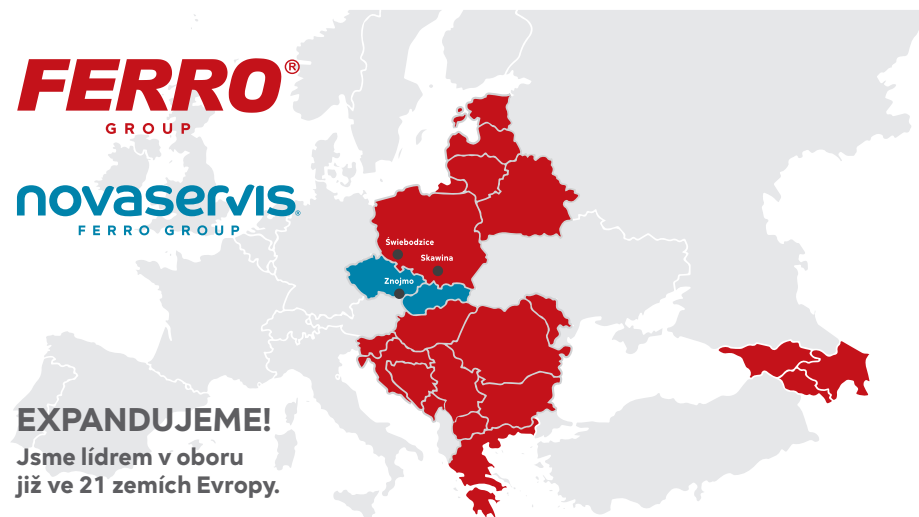 FERRO®
GROUP
novaservis®
FERRO GROUP
Świebodzice
Skawina
Znojmo
EXPANDUJEME!
Jsme lídrem v oboru
již ve 21 zemích Evropy.